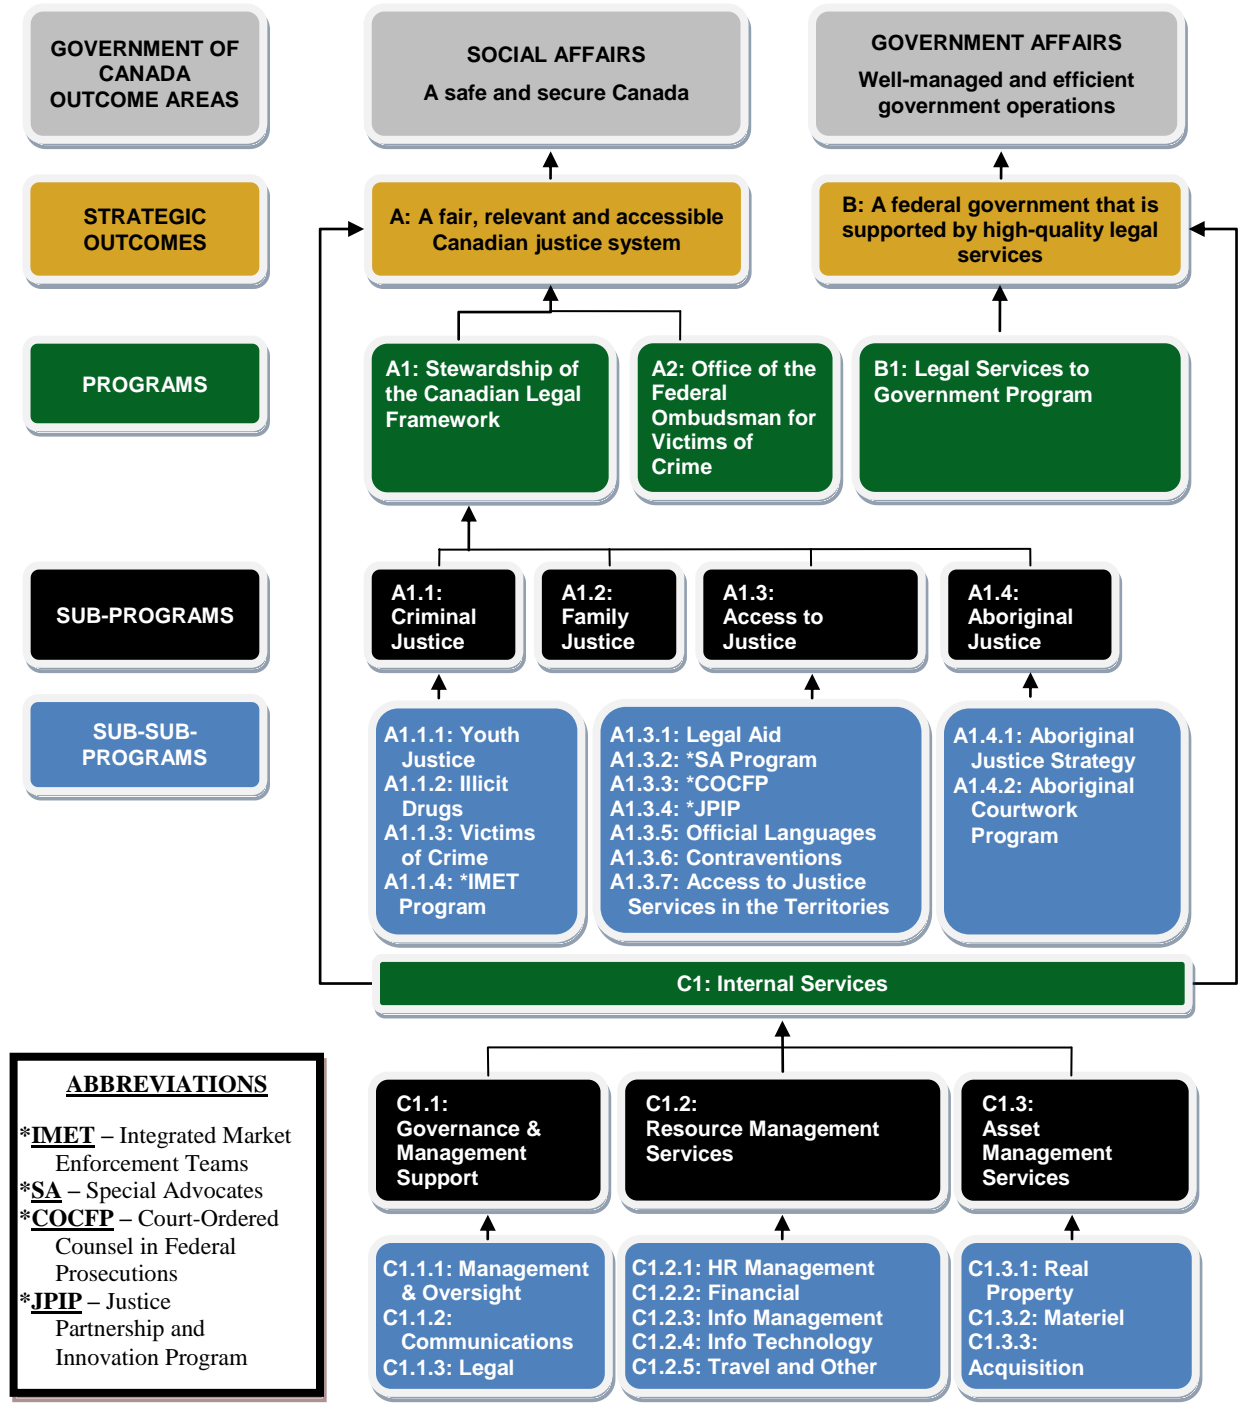 GOVERNMENT OF
CANADA
OUTCOME AREAS
SOCIAL AFFAIRS
A safe and secure Canada
GOVERNMENT AFFAIRS
Well-managed and efficient
government operations
STRATEGIC
OUTCOMES
A: A fair, relevant and accessible
Canadian justice system
B: A federal government that is
supported by high-quality legal
services
PROGRAMS
A1: Stewardship of
the Canadian Legal
Framework
A2: Office of the
Federal
Ombudsman for
Victims of
Crime
B1: Legal Services to
Government Program
SUB-PROGRAMS
A1.1:
Criminal
Justice
A1.2:
Family
Justice
A1.3:
Access to
Justice
A1.4:
Aboriginal
Justice
SUB-SUB-
PROGRAMS
A1.1.1: Youth
Justice
A1.1.2: Illicit
Drugs
A1.1.3: Victims
of Crime
A1.1.4: *IMET
Program
A1.3.1: Legal Aid
A1.3.2: *SA Program
A1.3.3: *COCFP
A1.3.4: *JPIP
A1.3.5: Official Languages
A1.3.6: Contraventions
A1.3.7: Access to Justice
Services in the Territories
A1.4.1: Aboriginal
Justice Strategy
A1.4.2: Aboriginal
Courtwork
Program
C1: Internal Services
ABBREVIATIONS
*IMET – Integrated Market
Enforcement Teams
*SA – Special Advocates
*COCFP – Court-Ordered
Counsel in Federal
Prosecutions
*JPIP – Justice
Partnership and
Innovation Program
C1.1:
Governance &
Management
Support
C1.2:
Resource Management
Services
C1.3:
Asset
Management
Services
C1.1.1: Management
& Oversight
C1.1.2:
Communications
C1.1.3: Legal
C1.2.1: HR Management
C1.2.2: Financial
C1.2.3: Info Management
C1.2.4: Info Technology
C1.2.5: Travel and Other
C1.3.1: Real
Property
C1.3.2: Materiel
C1.3.3:
Acquisition